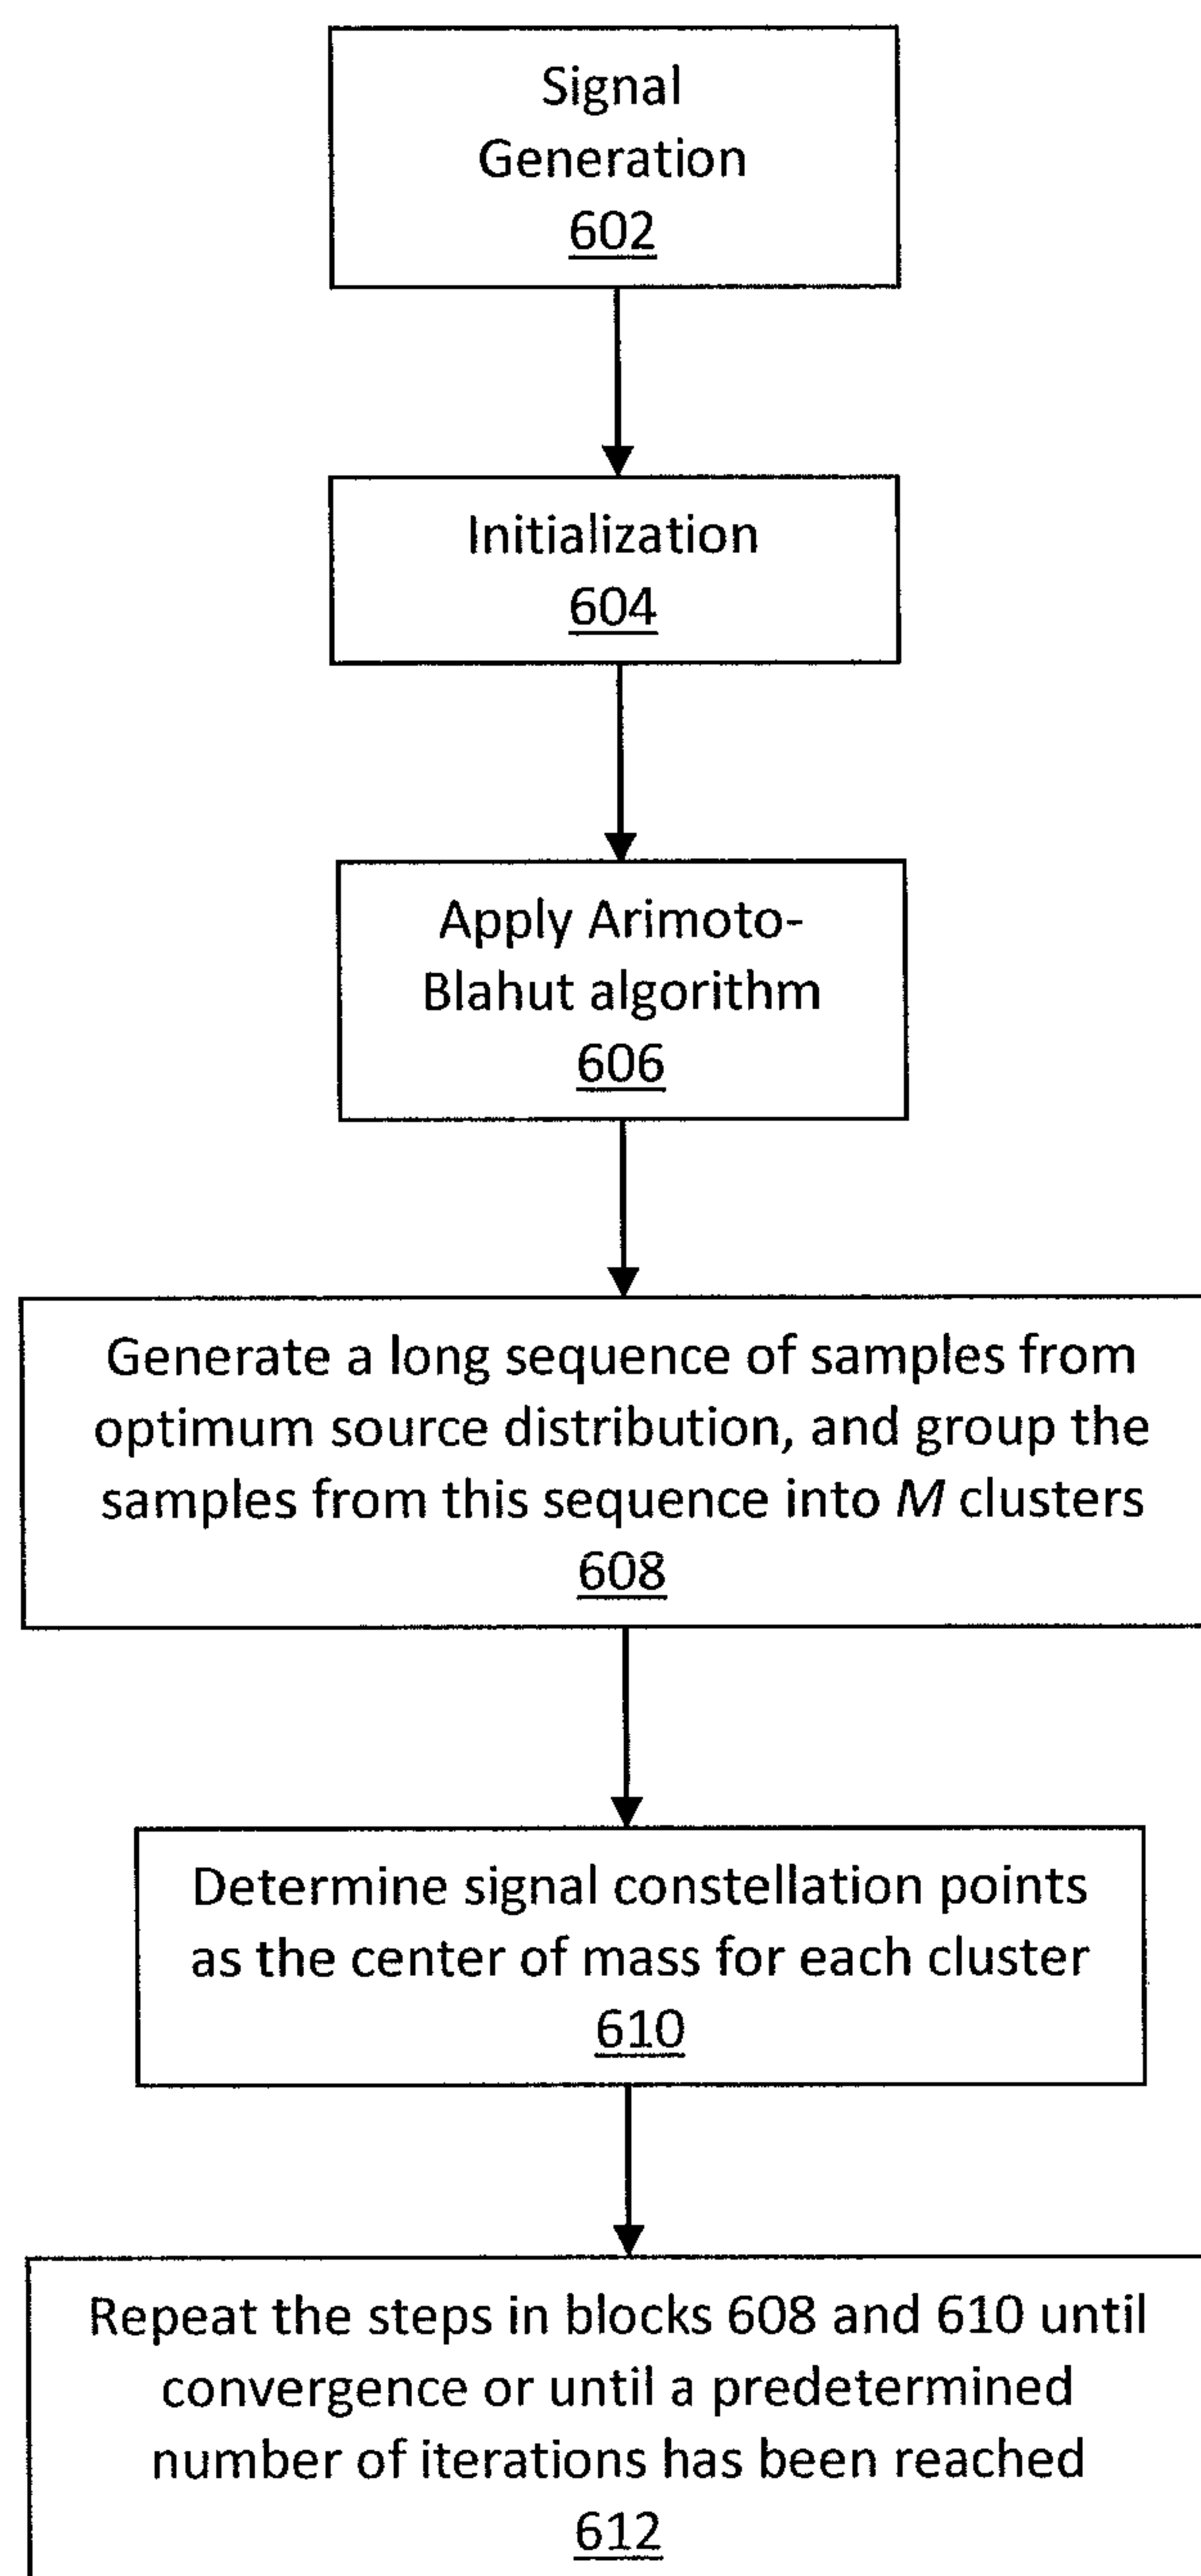 Signal
Generation
602
Initialization
604
Apply Arimoto-
Blahut algorithm
606
Generate a long sequence of samples from
optimum source distribution, and group the
samples from this sequence into M clusters
608
Determine signal constellation points
as the center of mass for each cluster
610
Repeat the steps in blocks 608 and 610 until
convergence or until a predetermined
number of iterations has been reached
612